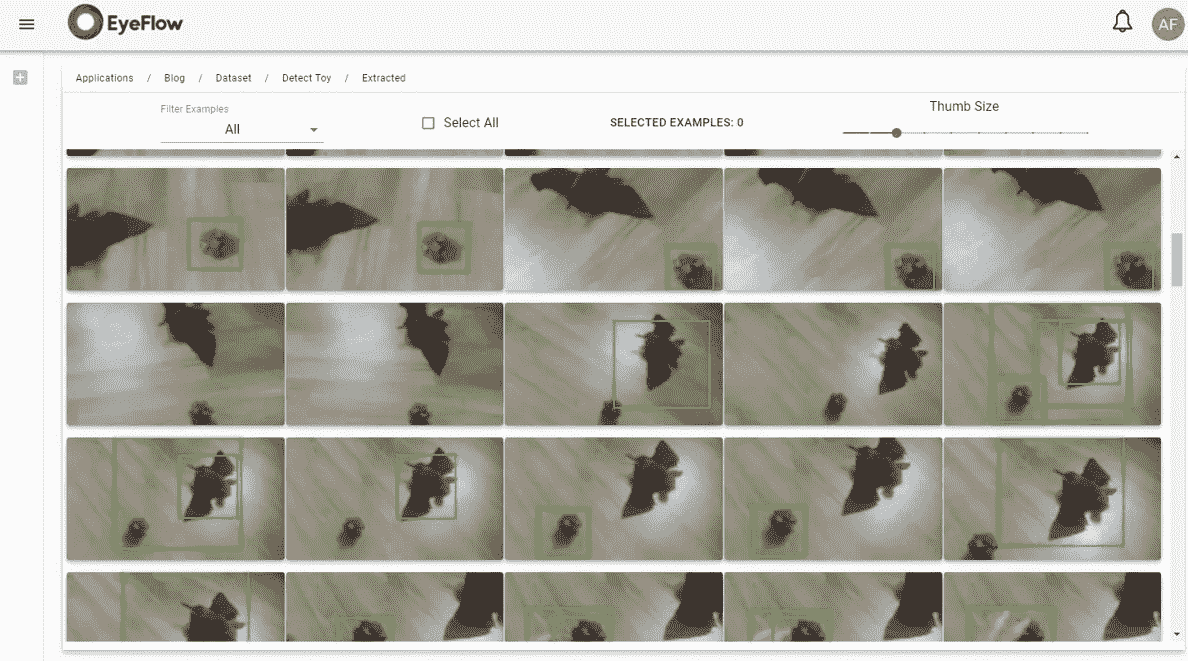 EyeFlow
AF
Applications / Blog / Dataset / Detect Toy / Extracted
Filter Examples
All
Select All
SELECTED EXAMPLES: 0
Thumb Size